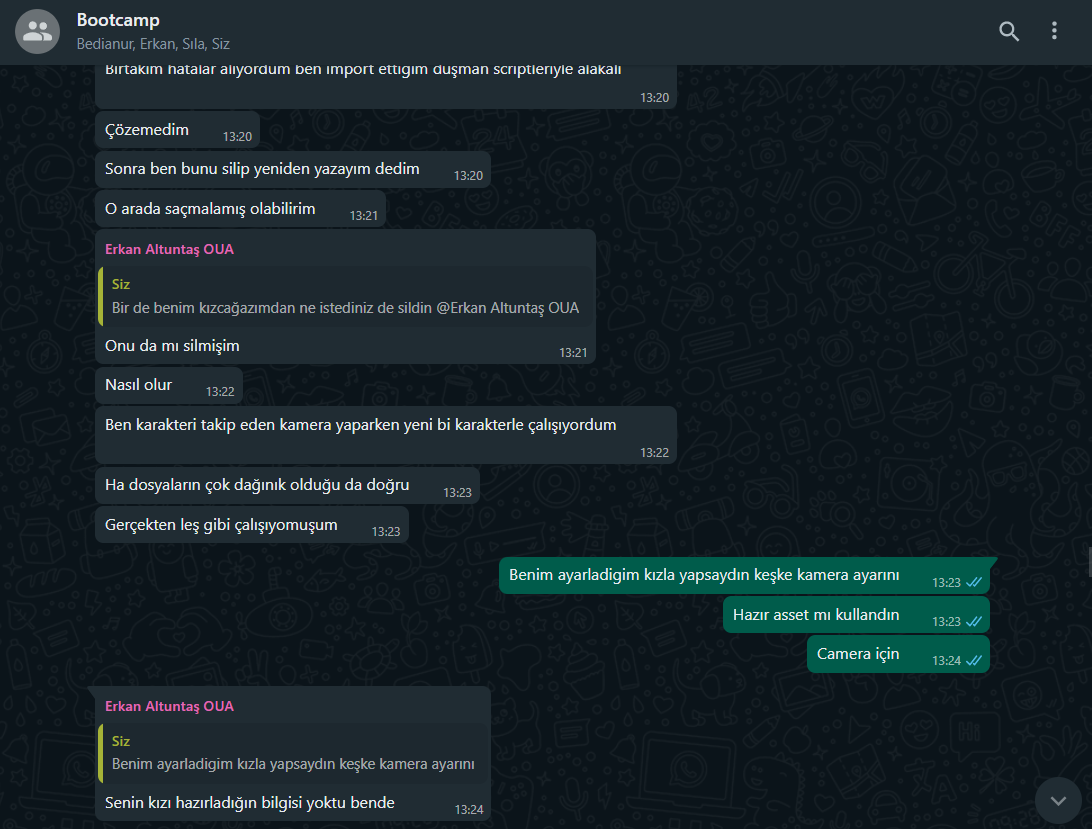 Bootcamp
Bedianur, Erkan, Sıla, Siz
Birtakım hatalar alıyordum ben import ettiğim düşman scriptleriyle alakalı
13:20
Çözemedim 13:20
Sonra ben bunu silip yeniden yazayım dedim 13:20
O arada saçmalamış olabilirim 13:21
Erkan Altuntaş OUA
Siz
Bir de benim kızcağazımdan ne istediniz de sildin @Erkan Altuntaş OUA
Onu da mı silmişim 13:21
Nasıl olur 13:22
Ben karakteri takip eden kamera yaparken yeni bi karakterle çalışıyordum
13:22
Ha dosyaların çok dağınık olduğu da doğru 13:23
Gerçekten leş gibi çalışıyomuşum 13:23
Benim ayarladigim kızla yapsaydın keşke kamera ayarını 13:23
Hazır asset mı kullandın 13:23
Camera için 13:24
Erkan Altuntaş OUA
Siz
Benim ayarladigim kızla yapsaydın keşke kamera ayarını
Senin kızı hazırladığın bilgisi yoktu bende 13:24